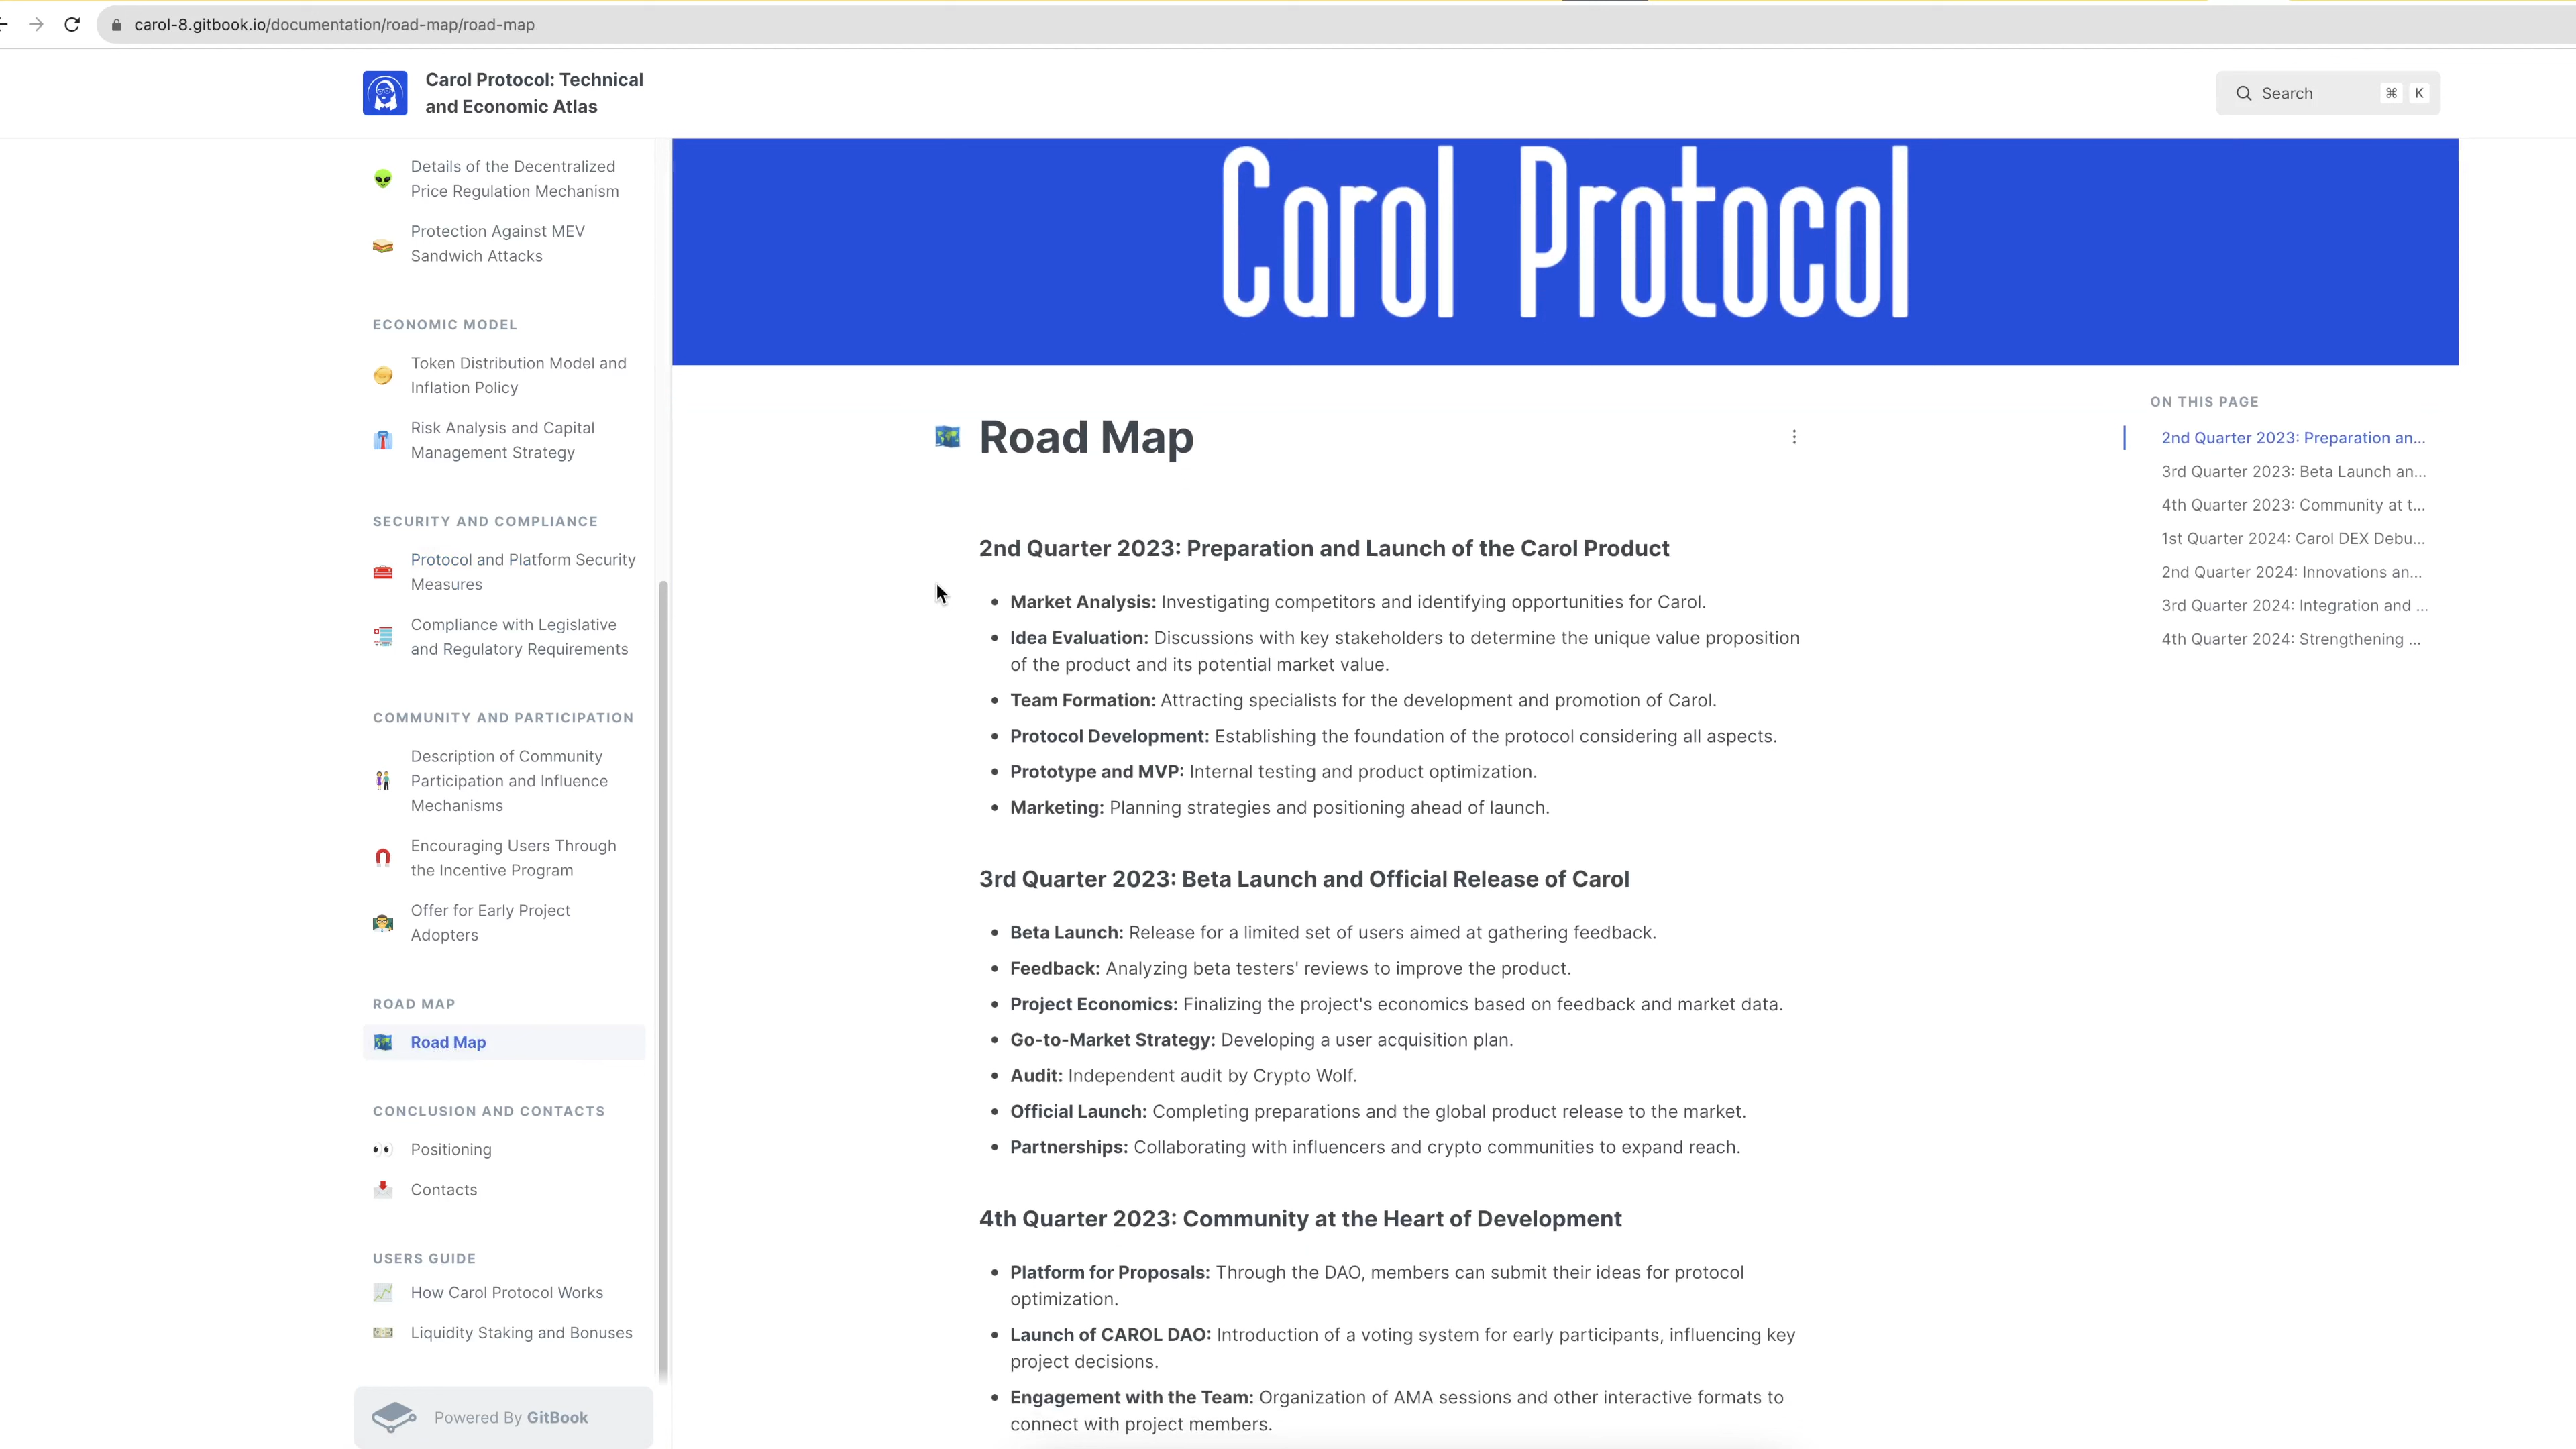 carol-8.gitbook.io/documentation/road-map/road-map
Carol Protocol: Technical
and Economic Atlas
Search
⌘ K
Details of the Decentralized
Price Regulation Mechanism
Protection Against MEV
Sandwich Attacks
ECONOMIC MODEL
Token Distribution Model and
Inflation Policy
Risk Analysis and Capital
Management Strategy
SECURITY AND COMPLIANCE
Protocol and Platform Security
Measures
Compliance with Legislative
and Regulatory Requirements
COMMUNITY AND PARTICIPATION
Description of Community
Participation and Influence
Mechanisms
Encouraging Users Through
the Incentive Program
Offer for Early Project
Adopters
ROAD MAP
Road Map
CONCLUSION AND CONTACTS
Positioning
Contacts
USERS GUIDE
How Carol Protocol Works
Liquidity Staking and Bonuses
Powered By GitBook
Carol Protocol
Road Map
2nd Quarter 2023: Preparation and Launch of the Carol Product
• Market Analysis: Investigating competitors and identifying opportunities for Carol.
• Idea Evaluation: Discussions with key stakeholders to determine the unique value proposition
of the product and its potential market value.
• Team Formation: Attracting specialists for the development and promotion of Carol.
• Protocol Development: Establishing the foundation of the protocol considering all aspects.
• Prototype and MVP: Internal testing and product optimization.
• Marketing: Planning strategies and positioning ahead of launch.
3rd Quarter 2023: Beta Launch and Official Release of Carol
• Beta Launch: Release for a limited set of users aimed at gathering feedback.
• Feedback: Analyzing beta testers' reviews to improve the product.
• Project Economics: Finalizing the project's economics based on feedback and market data.
• Go-to-Market Strategy: Developing a user acquisition plan.
• Audit: Independent audit by Crypto Wolf.
• Official Launch: Completing preparations and the global product release to the market.
• Partnerships: Collaborating with influencers and crypto communities to expand reach.
4th Quarter 2023: Community at the Heart of Development
• Platform for Proposals: Through the DAO, members can submit their ideas for protocol
optimization.
• Launch of CAROL DAO: Introduction of a voting system for early participants, influencing key
project decisions.
• Engagement with the Team: Organization of AMA sessions and other interactive formats to
connect with project members.
ON THIS PAGE
2nd Quarter 2023: Preparation an...
3rd Quarter 2023: Beta Launch an...
4th Quarter 2023: Community at t...
1st Quarter 2024: Carol DEX Debu...
2nd Quarter 2024: Innovations an...
3rd Quarter 2024: Integration and ...
4th Quarter 2024: Strengthening ...